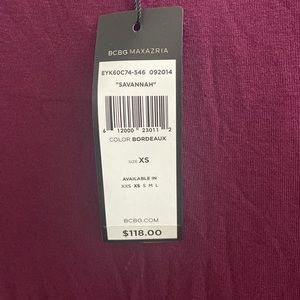 BCBG MAXAZRIA
EYK60C74-546 092014
"SAVANNAH"
6 12000 23011 2
COLOR BORDEAUX
SIZE XS
AVAILABLE IN
XXS XS S M L
BCBG.COM
$118.00